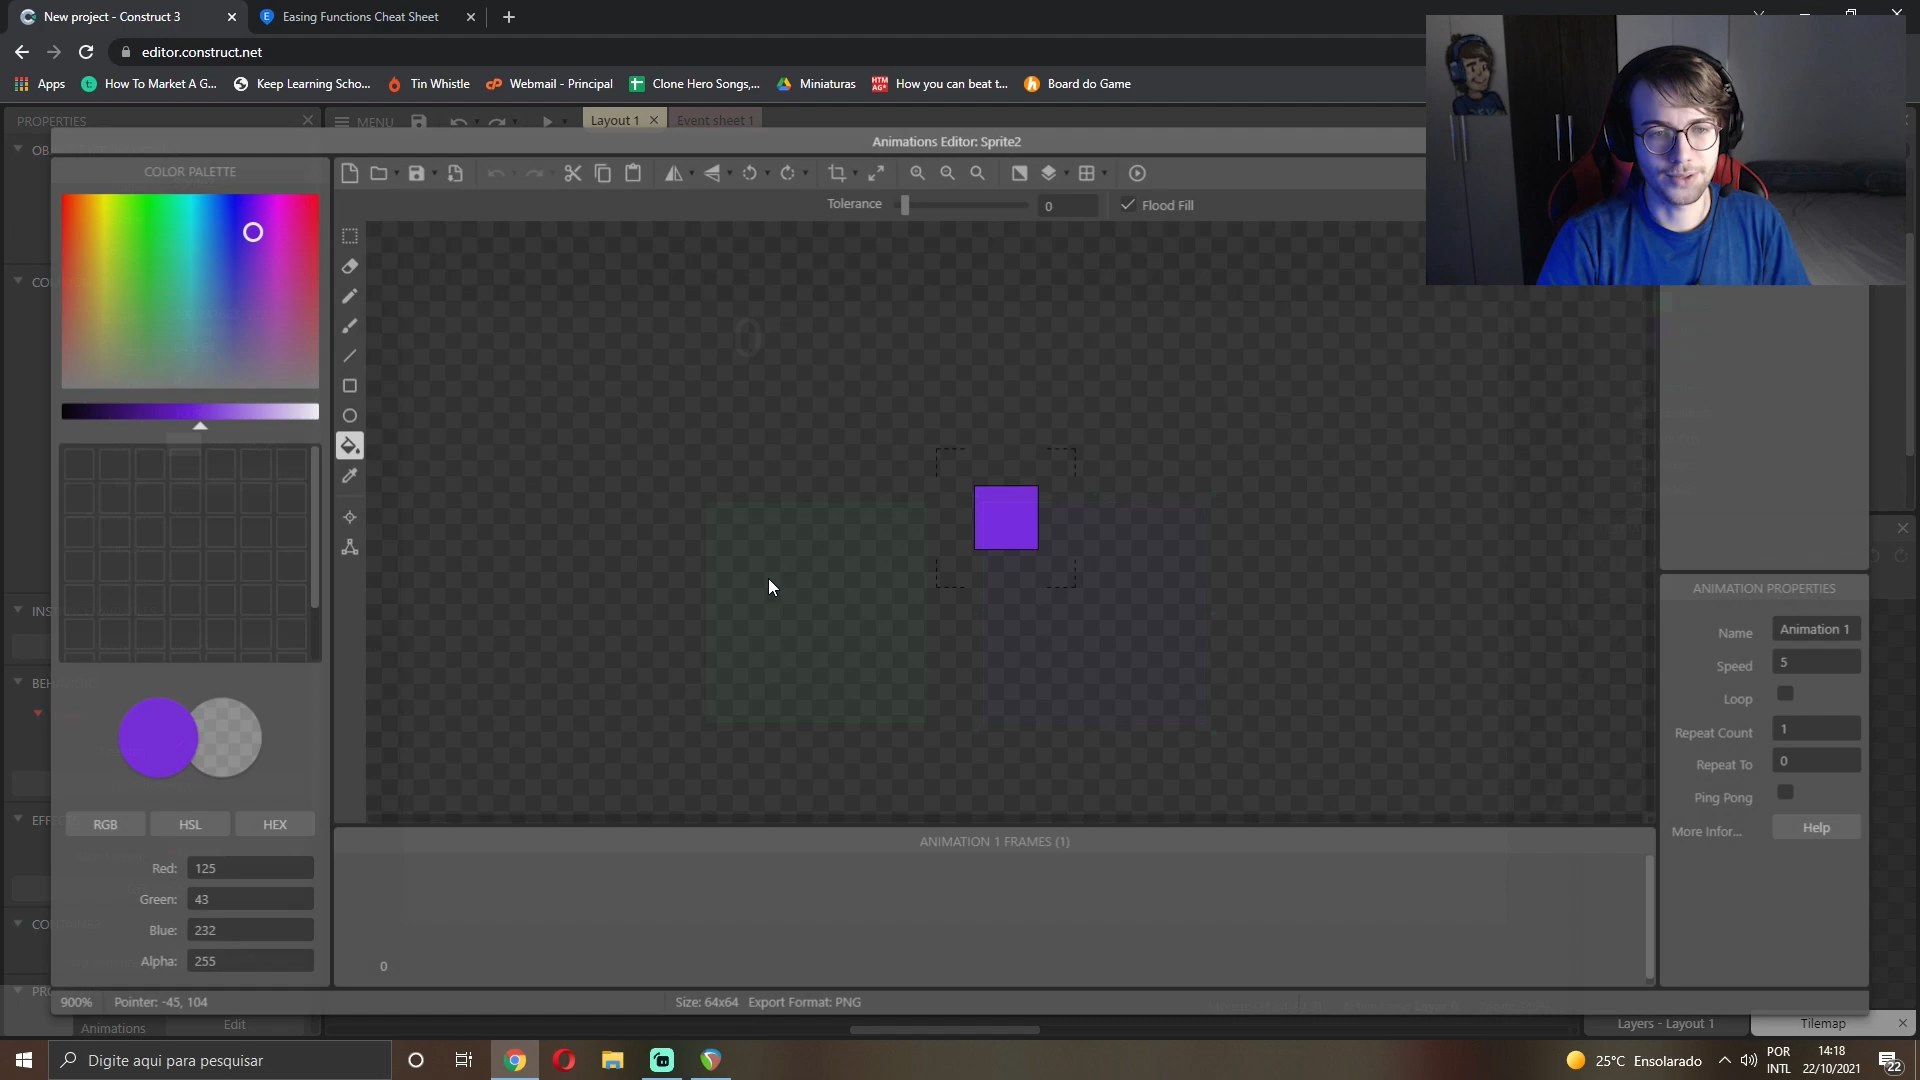 New project - Construct 3
Easing Functions Cheat Sheet
editor.construct.net
Apps
How To Market A G...
Keep Learning Scho...
Tin Whistle
Webmail - Principal
Clone Hero Songs,...
Miniaturas
How you can beat t...
Board do Game
PROPERTIES
MENU
Layout 1
Event sheet 1
Animations Editor: Sprite2
COLOR PALETTE
Tolerance
0
Flood Fill
0
RGB
HSL
HEX
Red: 125
Green: 43
Blue: 232
Alpha: 255
ANIMATION 1 FRAMES (1)
0
ANIMATION PROPERTIES
Name Animation 1
Speed 5
Loop
Repeat Count 1
Repeat To 0
Ping Pong
More Infor... Help
900%
Pointer: -45, 104
Size: 64x64 Export Format: PNG
Animations
Edit
Layers - Layout 1
Tilemap
Digite aqui para pesquisar
25°C Ensolarado
POR
INTL
14:18
22/10/2021
22